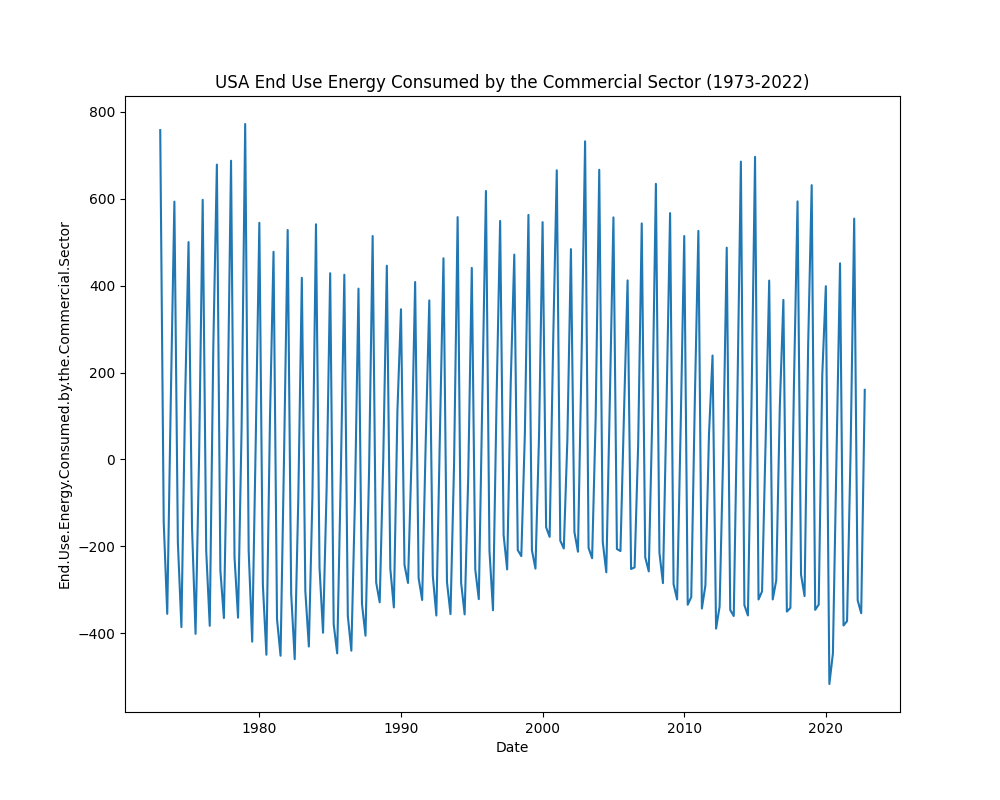 USA End Use Energy Consumed by the Commercial Sector (1973-2022)
End.Use.Energy.Consumed.by.the.Commercial.Sector
800
600
400
200
0
−200
−400
1980 1990 2000 2010 2020
Date